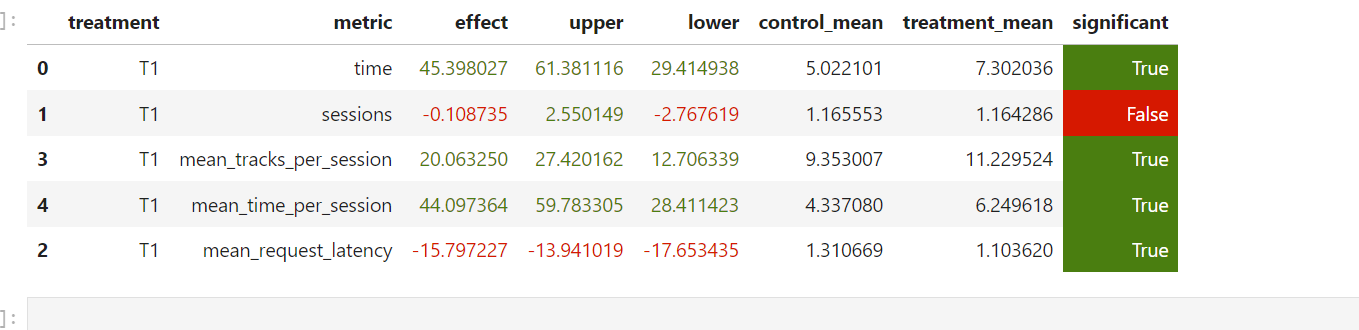 ]:
treatment metric effect upper lower control_mean treatment_mean significant
0 T1 time 45.398027 61.381116 29.414938 5.022101 7.302036 True
1 T1 sessions -0.108735 2.550149 -2.767619 1.165553 1.164286 False
3 T1 mean_tracks_per_session 20.063250 27.420162 12.706339 9.353007 11.229524 True
4 T1 mean_time_per_session 44.097364 59.783305 28.411423 4.337080 6.249618 True
2 T1 mean_request_latency -15.797227 -13.941019 -17.653435 1.310669 1.103620 True
]: